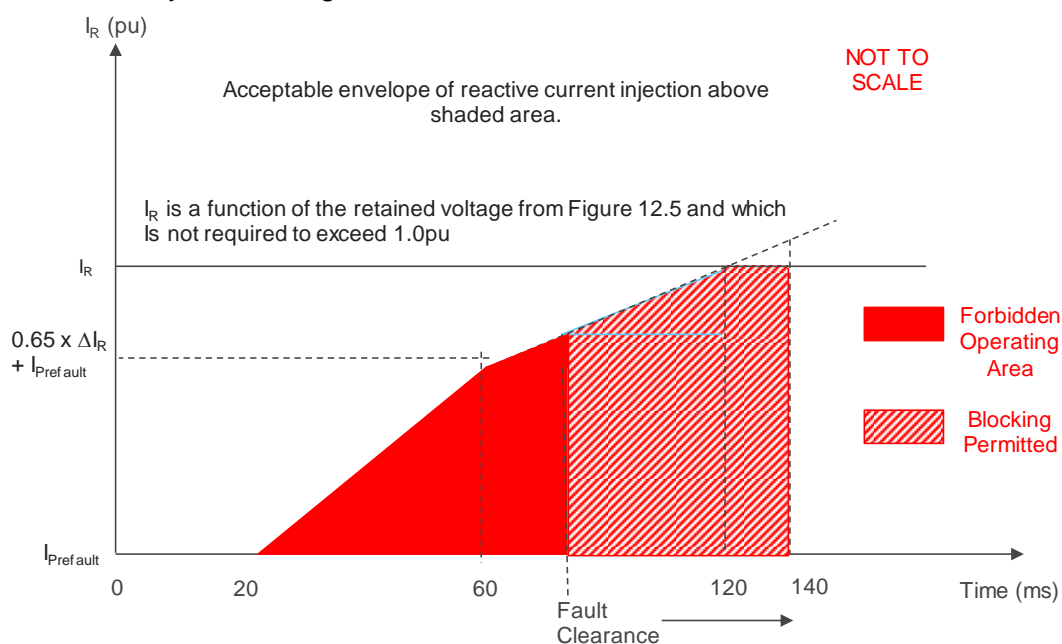 I_R (pu)
NOT TO
SCALE
Acceptable envelope of reactive current injection above
shaded area.
I_R is a function of the retained voltage from Figure 12.5 and which
Is not required to exceed 1.0pu
I_R
0.65 x ΔI_R
+ I_Prefault
Forbidden
Operating
Area
Blocking
Permitted
I_Prefault
0 20 60 120 140 Time (ms)
Fault
Clearance